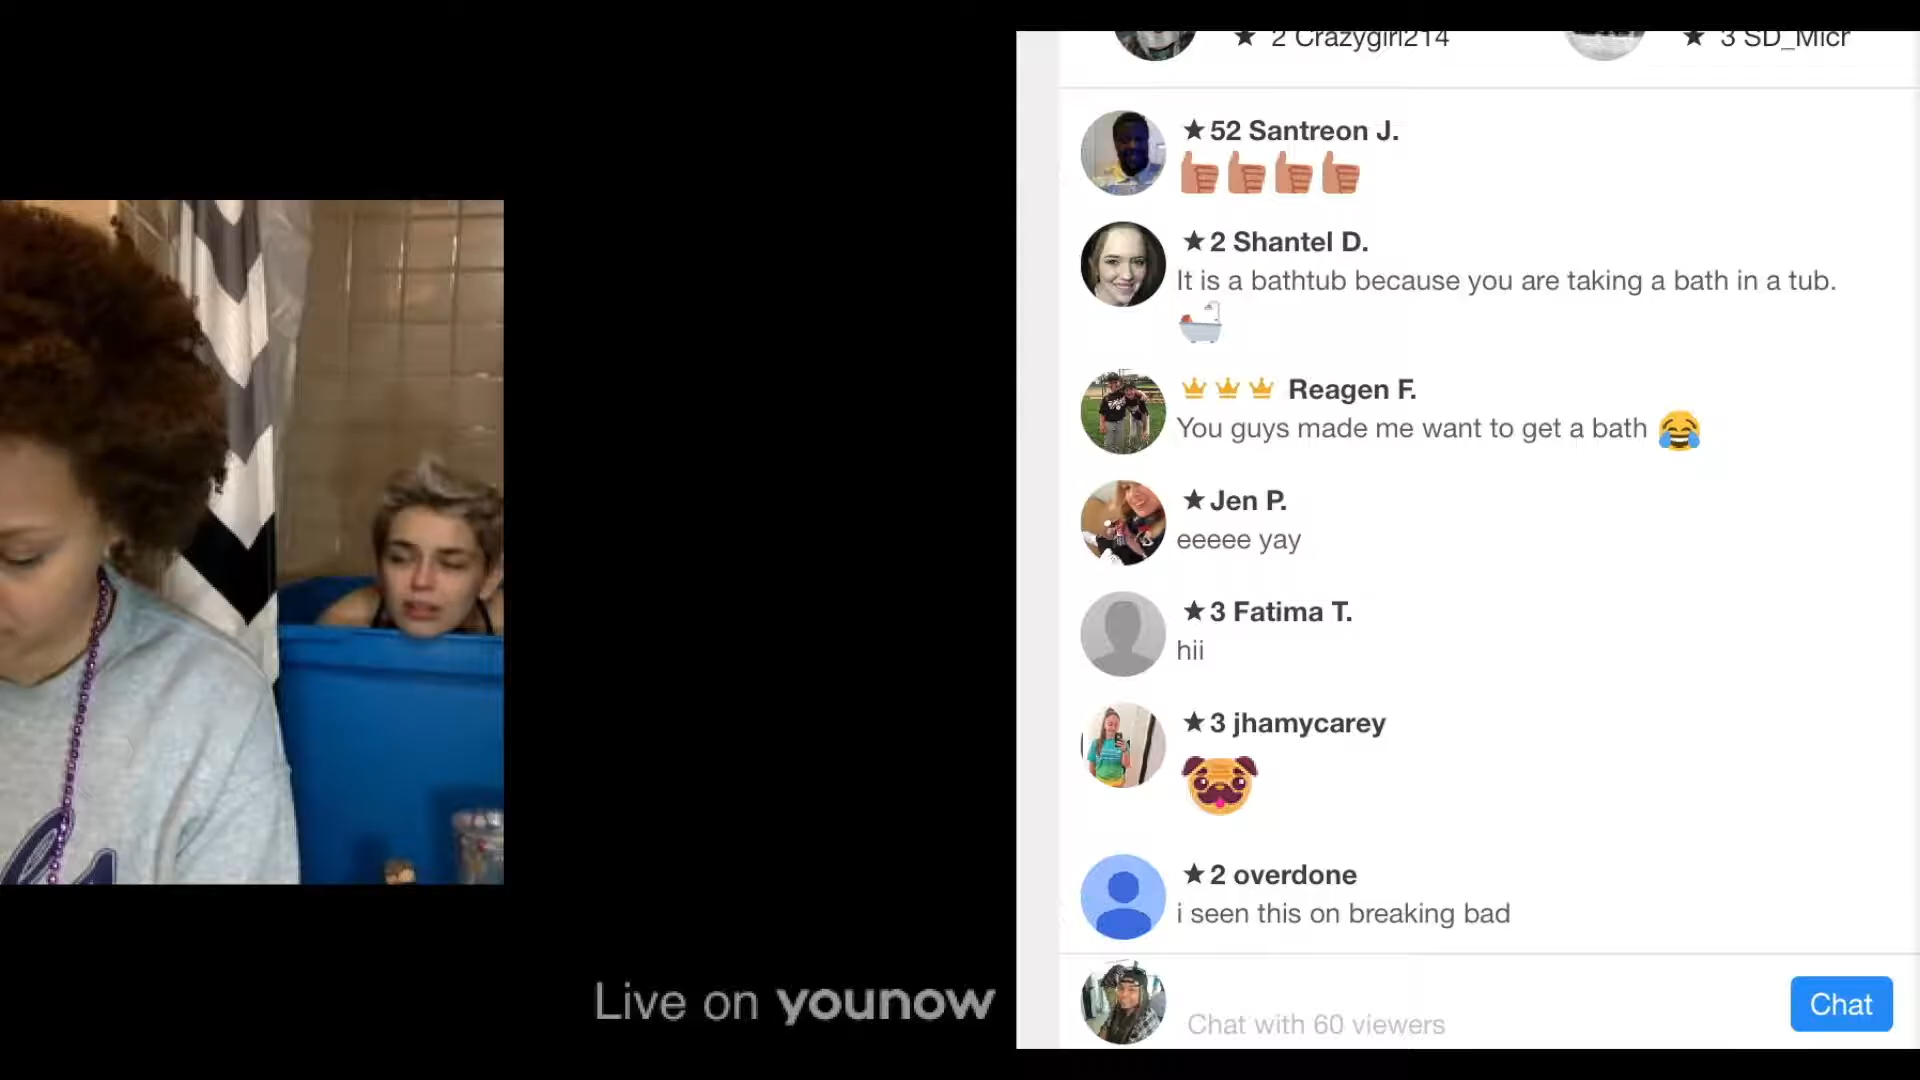 ★ 2 Crazygirl214
★ 3 SD_Micr
★52 Santreon J.
★2 Shantel D.
It is a bathtub because you are taking a bath in a tub.
Reagen F.
You guys made me want to get a bath 😂
★Jen P.
eeeee yay
★3 Fatima T.
hii
★3 jhamycarey
★2 overdone
i seen this on breaking bad
Live on younow
Chat with 60 viewers
Chat